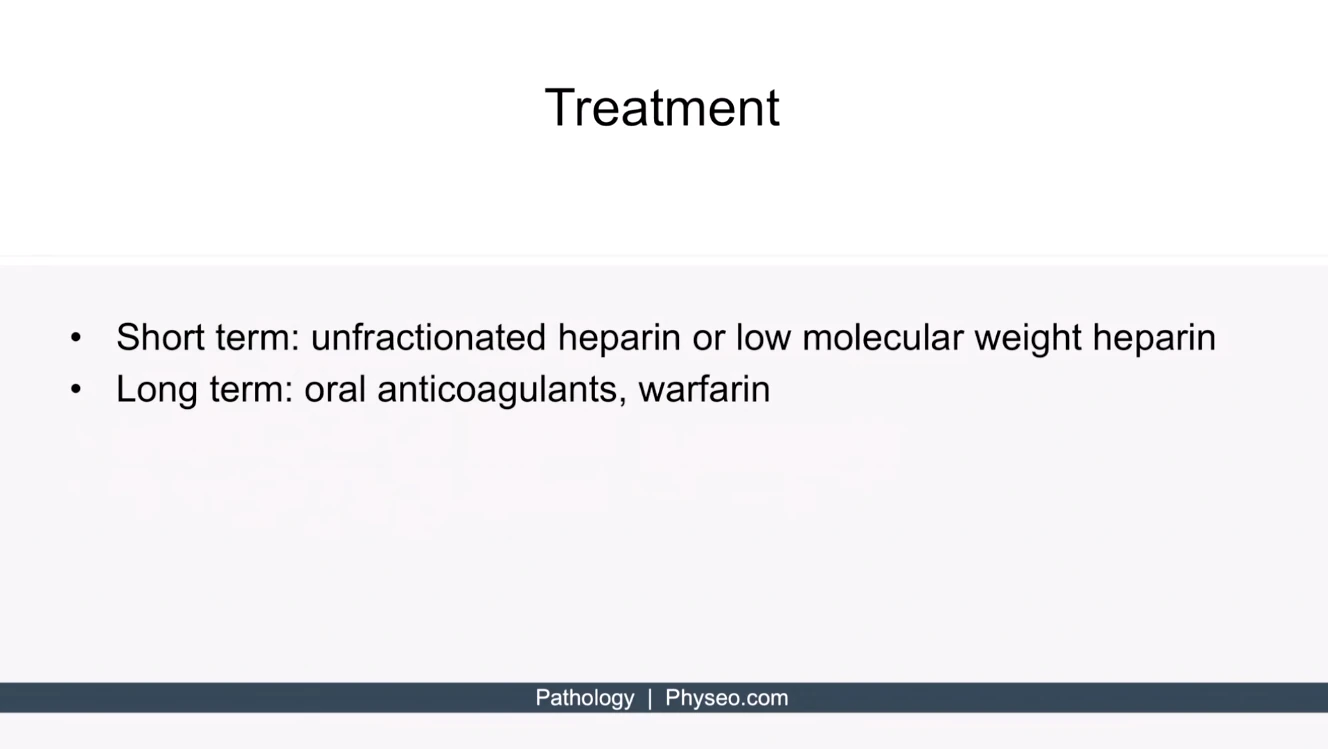 Treatment
• Short term: unfractionated heparin or low molecular weight heparin
• Long term: oral anticoagulants, warfarin
Pathology | Physeo.com